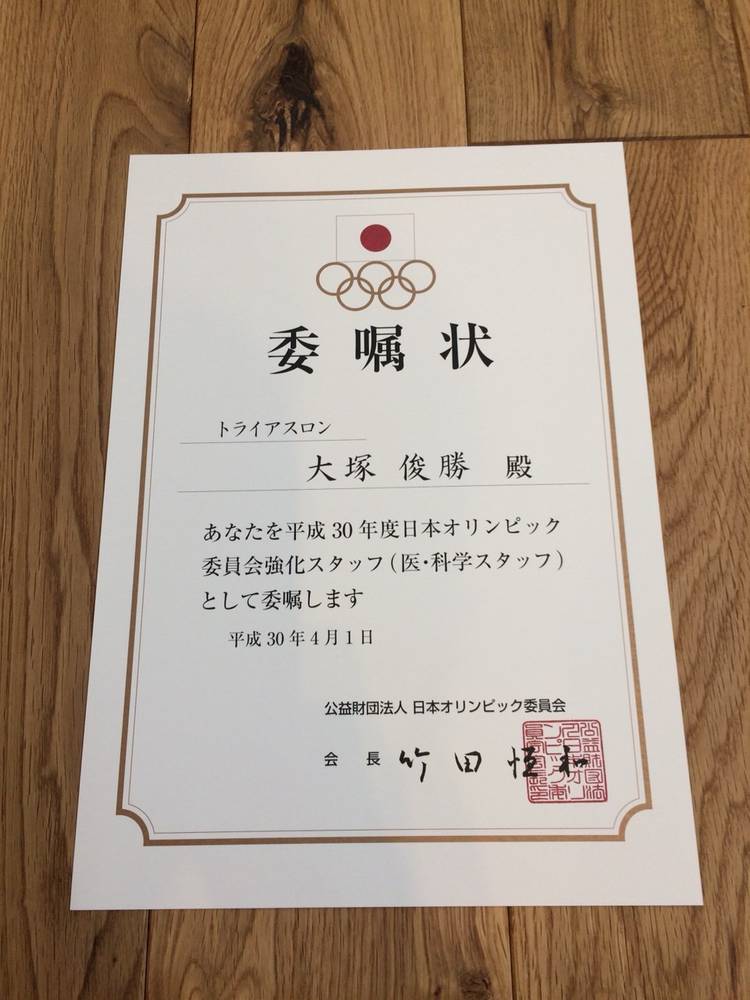 委嘱状
トライアスロン
大塚 俊勝 殿
あなたを平成30年度日本オリンピック
委員会強化スタッフ(医・科学スタッフ)
として委嘱します
平成30年4月1日
公益財団法人 日本オリンピック委員会
会長 竹田恆和